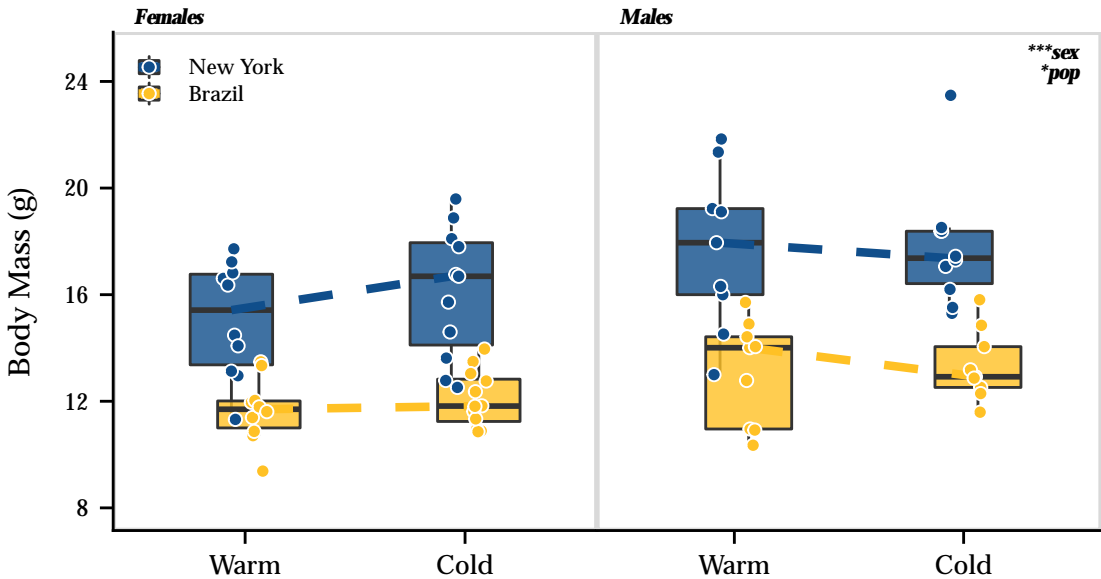 Females
Males
New York
Brazil
***sex
*pop
Body Mass (g)
24
20
16
12
8
Warm
Cold
Warm
Cold